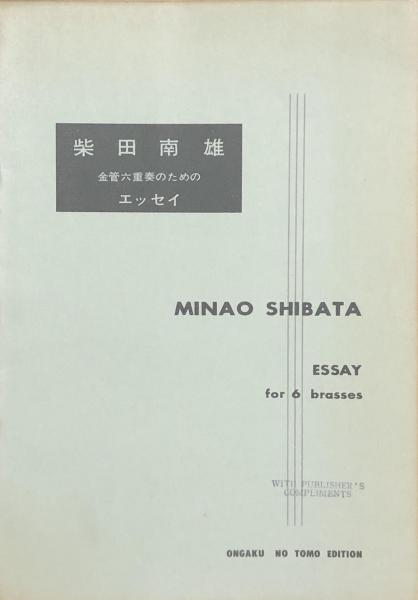 柴田南雄
金管六重奏のための
エッセイ
MINAO SHIBATA
ESSAY
for 6 brasses
WITH PUBLISHER'S
COMPLIMENTS
ONGAKU NO TOMO EDITION